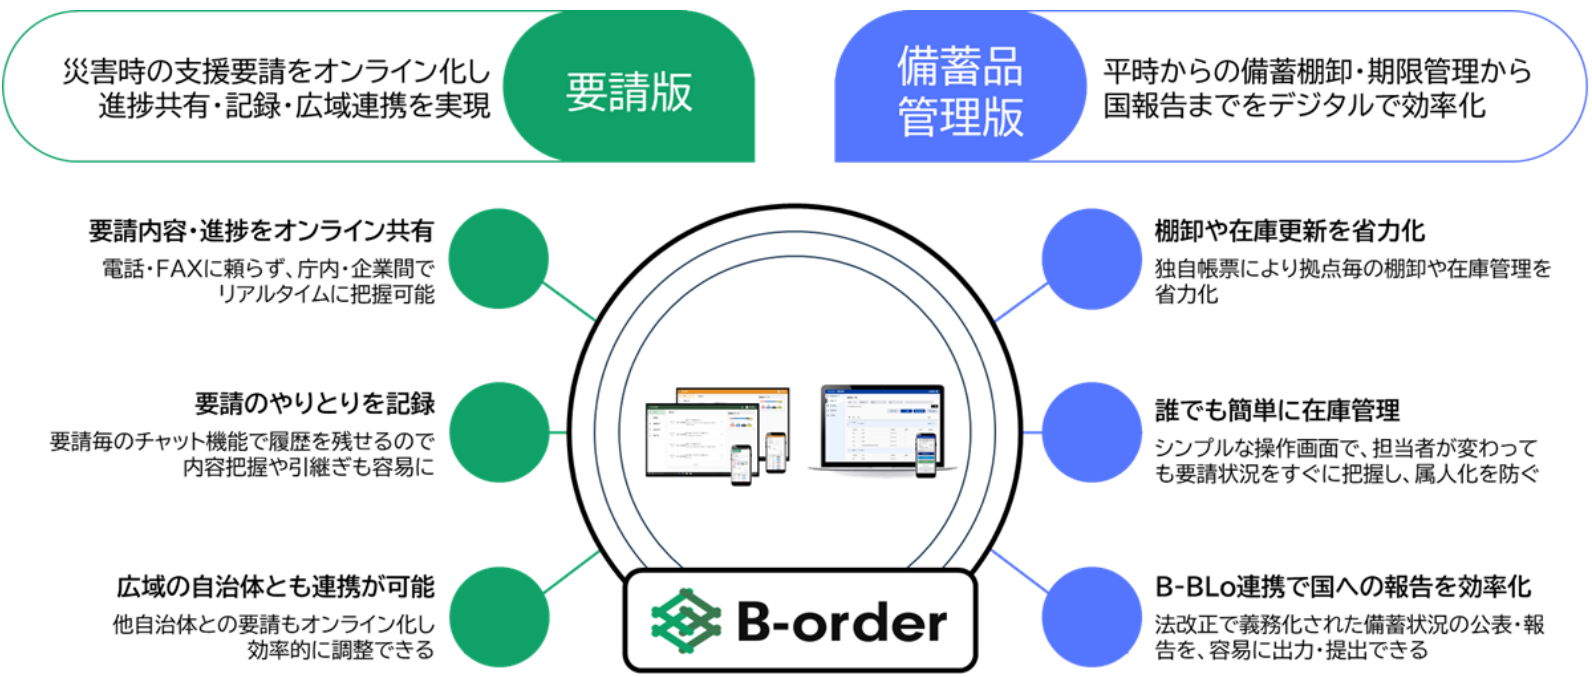 災害時の支援要請をオンライン化し
進捗共有・記録・広域連携を実現
要請版
備蓄品
管理版
平時からの備蓄棚卸・期限管理から
国報告までをデジタルで効率化
要請内容・進捗をオンライン共有
電話・FAXに頼らず、庁内・企業間で
リアルタイムに把握可能
要請のやりとりを記録
要請毎のチャット機能で履歴を残せるので
内容把握や引継ぎも容易に
広域の自治体とも連携が可能
他自治体との要請もオンライン化し
効率的に調整できる
棚卸や在庫更新を省力化
独自帳票により拠点毎の棚卸や在庫管理を
省力化
誰でも簡単に在庫管理
シンプルな操作画面で、担当者が変わって
も要請状況をすぐに把握し、属人化を防ぐ
B-BLo連携で国への報告を効率化
法改正で義務化された備蓄状況の公表・報
告を、容易に出力・提出できる
B-order